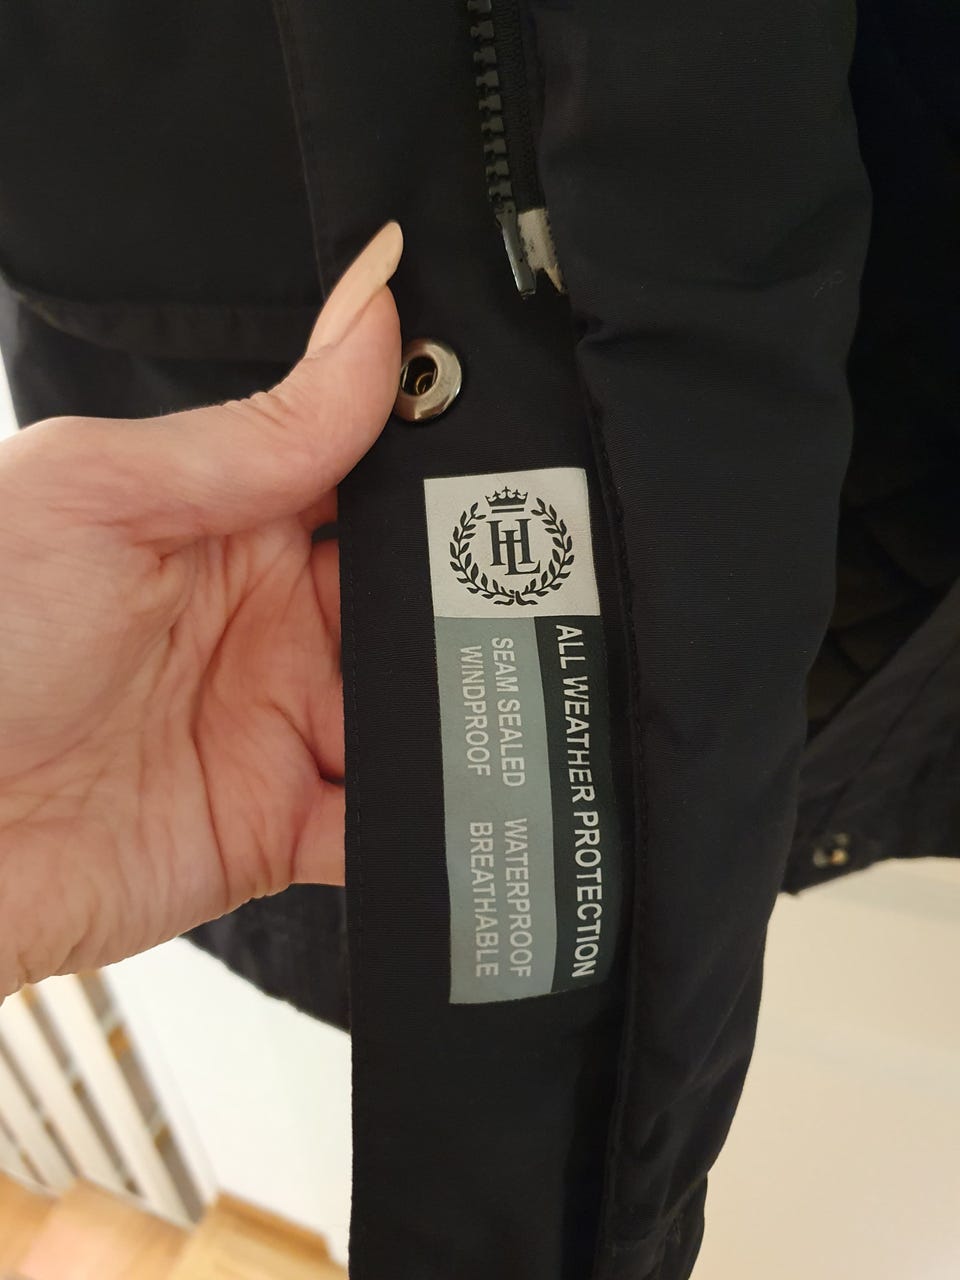 HL
ALL WEATHER PROTECTION
SEAM SEALED WATERPROOF
WINDPROOF BREATHABLE